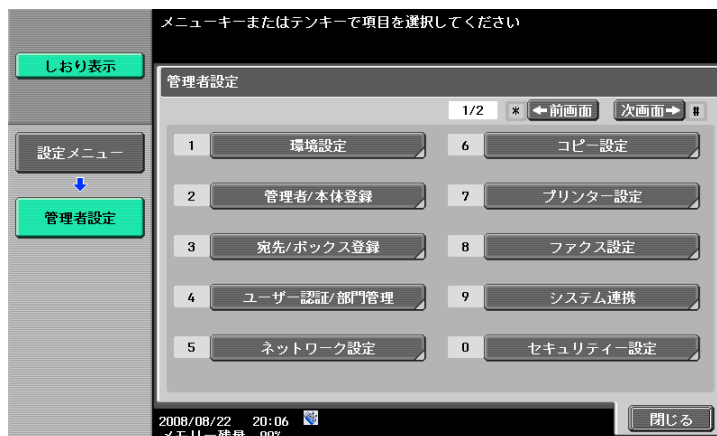 メニューキーまたはテンキーで項目を選択してください
しおり表示
管理者設定
1/2 * ←前画面 次画面→ #
設定メニュー
管理者設定
1 環境設定
2 管理者/本体登録
3 宛先/ボックス登録
4 ユーザー認証/部門管理
5 ネットワーク設定
6 コピー設定
7 プリンター設定
8 ファクス設定
9 システム連携
0 セキュリティー設定
2008/08/22 20:06
メモリー残量 99%
閉じる